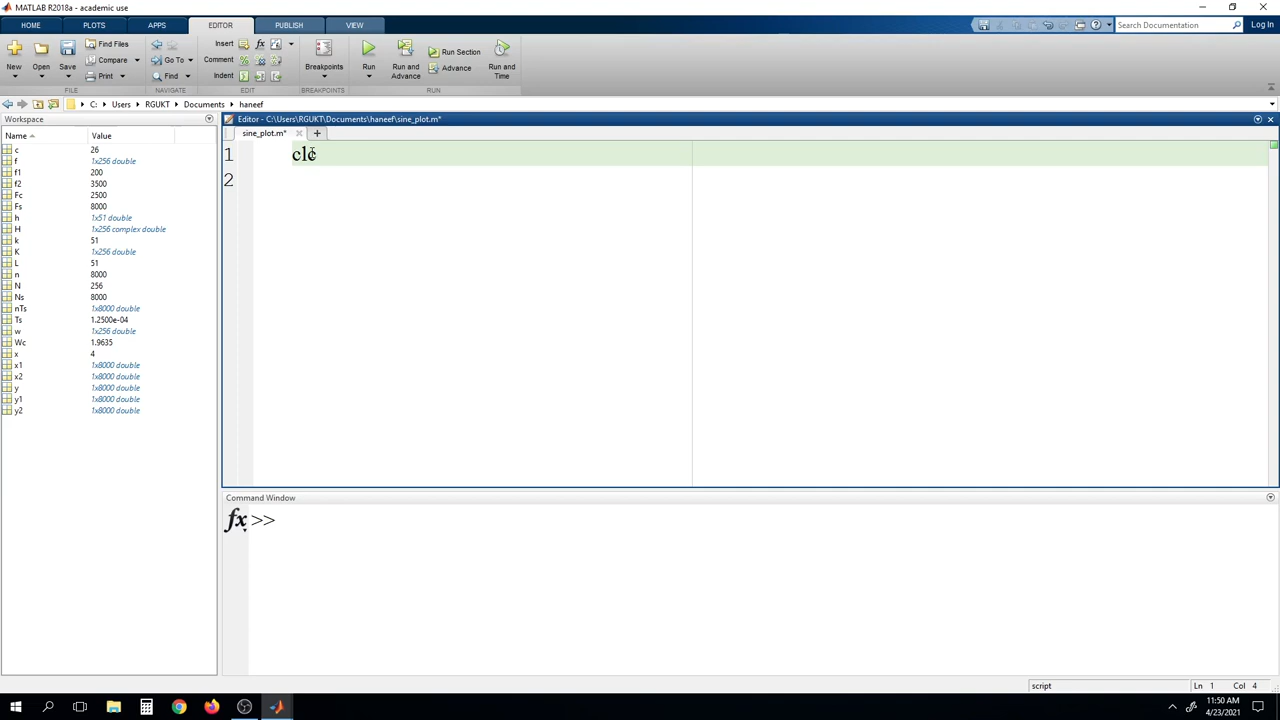 MATLAB R2018a - academic use
HOME PLOTS APPS EDITOR PUBLISH VIEW Search Documentation Log In
New Open Save Find Files Compare Print Go To Find
Insert fx
Comment
Indent
Breakpoints Run Run and Advance Run Section Advance Run and Time
FILE NAVIGATE EDIT BREAKPOINTS RUN
C: Users RGUKT Documents haneef
Workspace
Name Value
c 26
f 1x256 double
f1 200
f2 3500
Fc 2500
Fs 8000
h 1x51 double
H 1x256 complex double
k 51
K 1x256 double
L 51
n 8000
N 256
Ns 8000
nTs 1x8000 double
Ts 1.2500e-04
w 1x256 double
Wc 1.9635
x 4
x1 1x8000 double
x2 1x8000 double
y 1x8000 double
y1 1x8000 double
y2 1x8000 double
Editor - C:\Users\RGUKT\Documents\haneef\sine_plot.m*
sine_plot.m*
1 clc
2
Command Window
fx >>
script Ln 1 Col 4
11:50 AM
4/23/2021